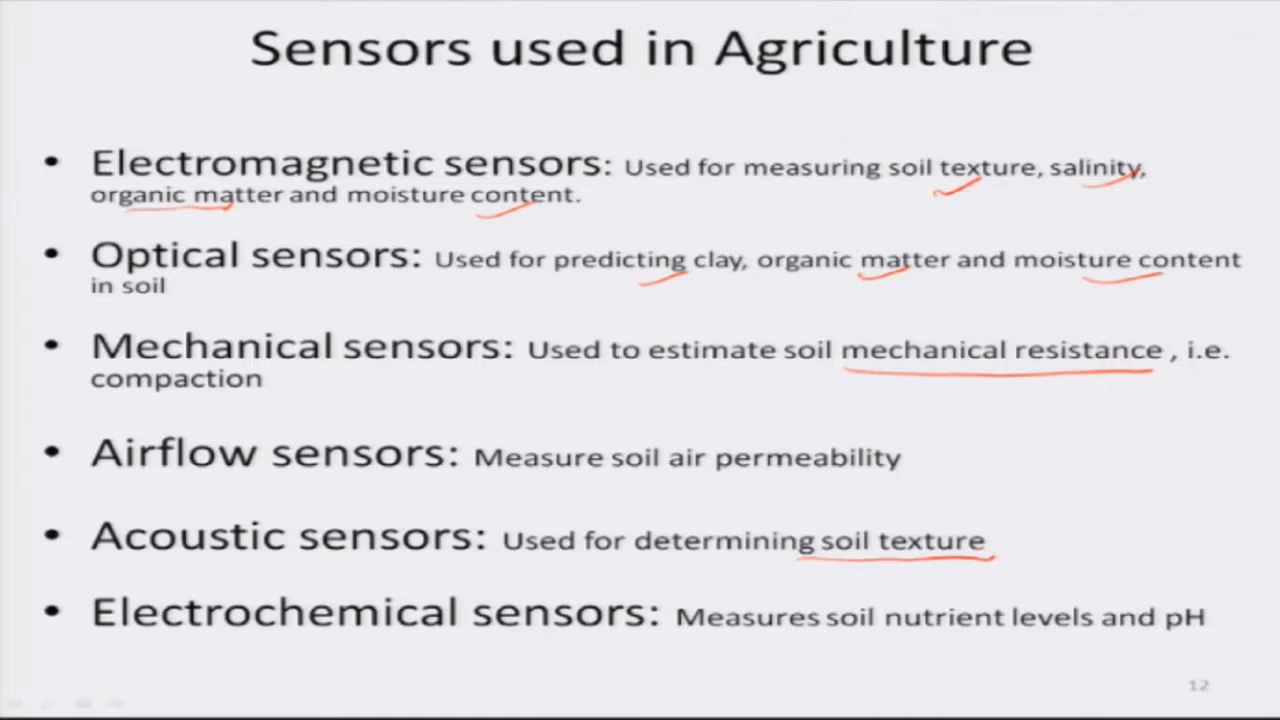 Sensors used in Agriculture
• Electromagnetic sensors: Used for measuring soil texture, salinity,
organic matter and moisture content.
• Optical sensors: Used for predicting clay, organic matter and moisture content
in soil
• Mechanical sensors: Used to estimate soil mechanical resistance , i.e.
compaction
• Airflow sensors: Measure soil air permeability
• Acoustic sensors: Used for determining soil texture
• Electrochemical sensors: Measures soil nutrient levels and pH
12